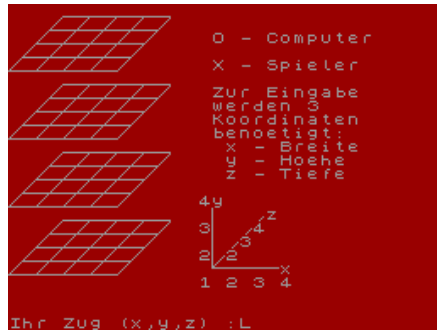 O - Computer
X - Spieler
Zur Eingabe
werden 3
Koordinaten
benoetigt:
x - Breite
y - Hoehe
z - Tiefe
4y
z
3
4
3
2
2
x
1 2 3 4
Ihr Zug (x,y,z) :L